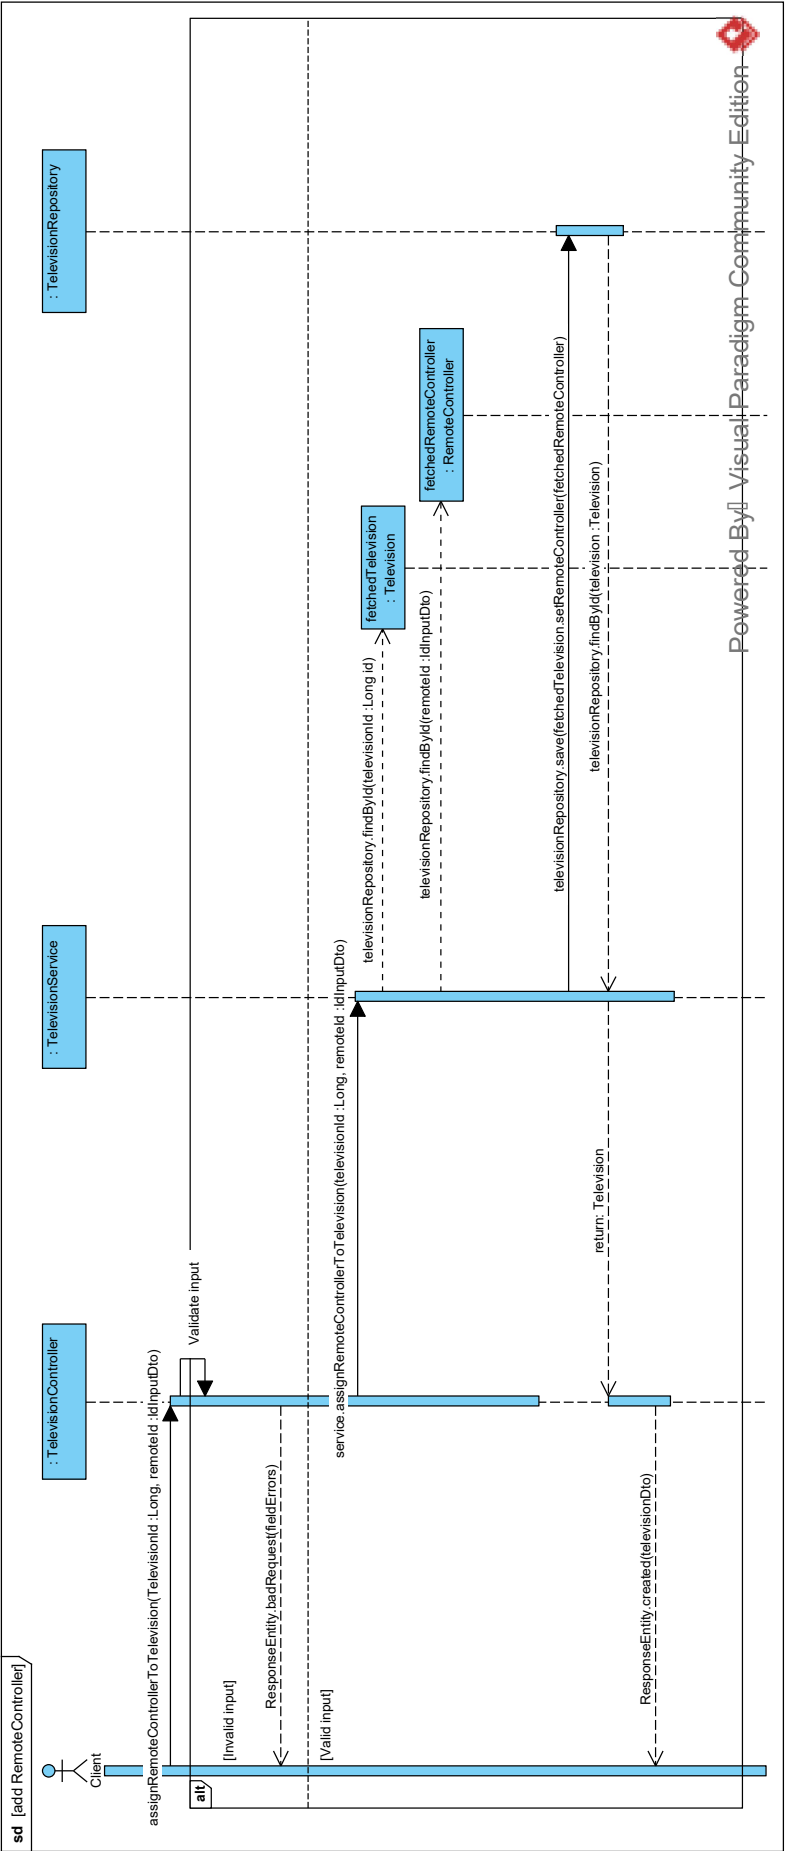 sd [add RemoteController]
Client
: TelevisionController
: TelevisionService
: TelevisionRepository
assignRemoteControllerToTelevision(TelevisionId :Long, remoteId :IdInputDto)
alt
Validate input
[Invalid input]
ResponseEntity.badRequest(fieldErrors)
[Valid input]
service.assignRemoteControllerToTelevision(televisionId :Long, remoteId :IdInputDto)
televisionRepository.findById(televisionId :Long id)
fetchedTelevision
: Television
televisionRepository.findById(remoteId :IdInputDto)
fetchedRemoteController
: RemoteController
televisionRepository.save(fetchedTelevision.setRemoteController(fetchedRemoteController)
televisionRepository.findById(television :Television)
return: Television
ResponseEntity.created(televisionDto)
Powered By Visual Paradigm Community Edition